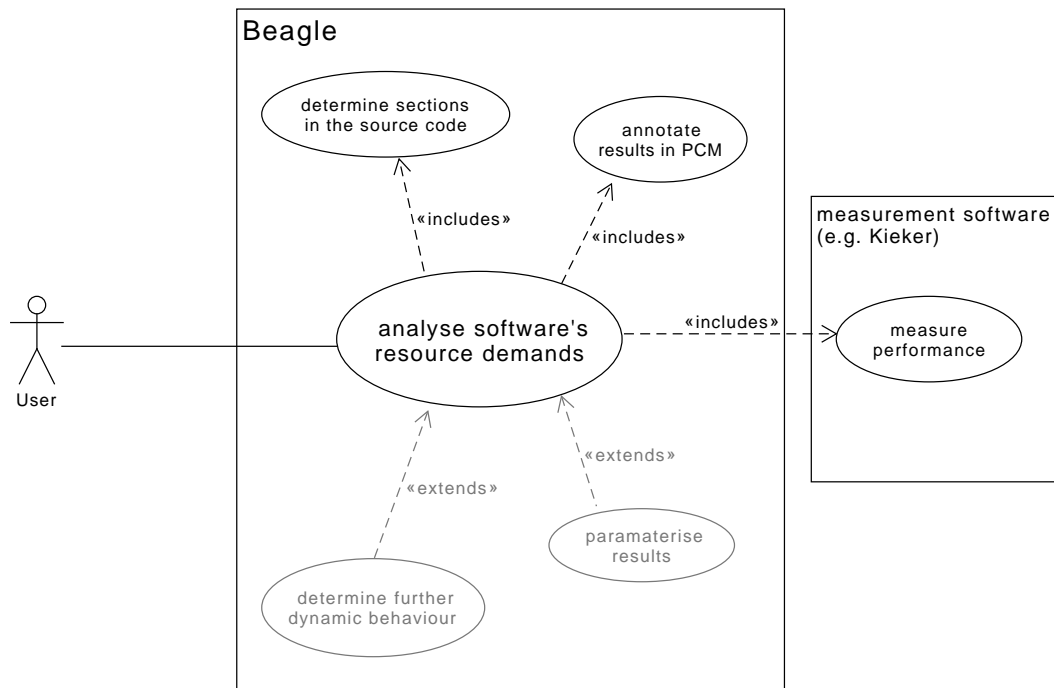 Beagle
determine sections
in the source code
annotate
results in PCM
«includes»
«includes»
measurement software
(e.g. Kieker)
analyse software's
resource demands
«includes»
measure
performance
User
«extends»
«extends»
paramaterise
results
determine further
dynamic behaviour